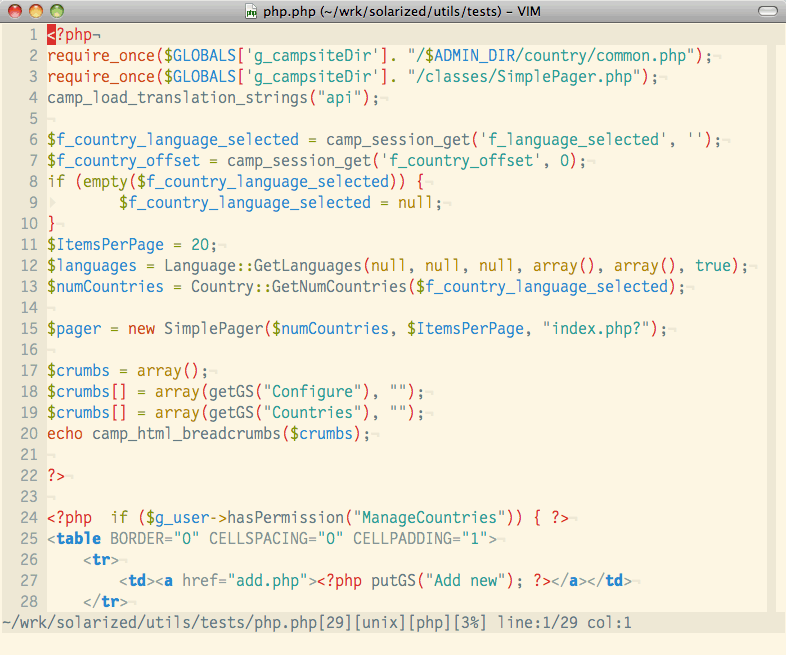 php.php (~/wrk/solarized/utils/tests) - VIM
1 <?php¬
2 require_once($GLOBALS['g_campsiteDir']. "/$ADMIN_DIR/country/common.php");¬
3 require_once($GLOBALS['g_campsiteDir']. "/classes/SimplePager.php");¬
4 camp_load_translation_strings("api");¬
5 ¬
6 $f_country_language_selected = camp_session_get('f_language_selected', '');¬
7 $f_country_offset = camp_session_get('f_country_offset', 0);¬
8 if (empty($f_country_language_selected)) {¬
9 ▸       $f_country_language_selected = null;¬
10 }¬
11 $ItemsPerPage = 20;¬
12 $languages = Language::GetLanguages(null, null, null, array(), array(), true);¬
13 $numCountries = Country::GetNumCountries($f_country_language_selected);¬
14 ¬
15 $pager = new SimplePager($numCountries, $ItemsPerPage, "index.php?");¬
16 ¬
17 $crumbs = array();¬
18 $crumbs[] = array(getGS("Configure"), "");¬
19 $crumbs[] = array(getGS("Countries"), "");¬
20 echo camp_html_breadcrumbs($crumbs);¬
21 ¬
22 ?>¬
23 ¬
24 <?php  if ($g_user->hasPermission("ManageCountries")) { ?>¬
25 <table BORDER="0" CELLSPACING="0" CELLPADDING="1">¬
26     <tr>¬
27         <td><a href="add.php"><?php putGS("Add new"); ?></a></td>¬
28     </tr>¬
~/wrk/solarized/utils/tests/php.php[29][unix][php][3%] line:1/29 col:1